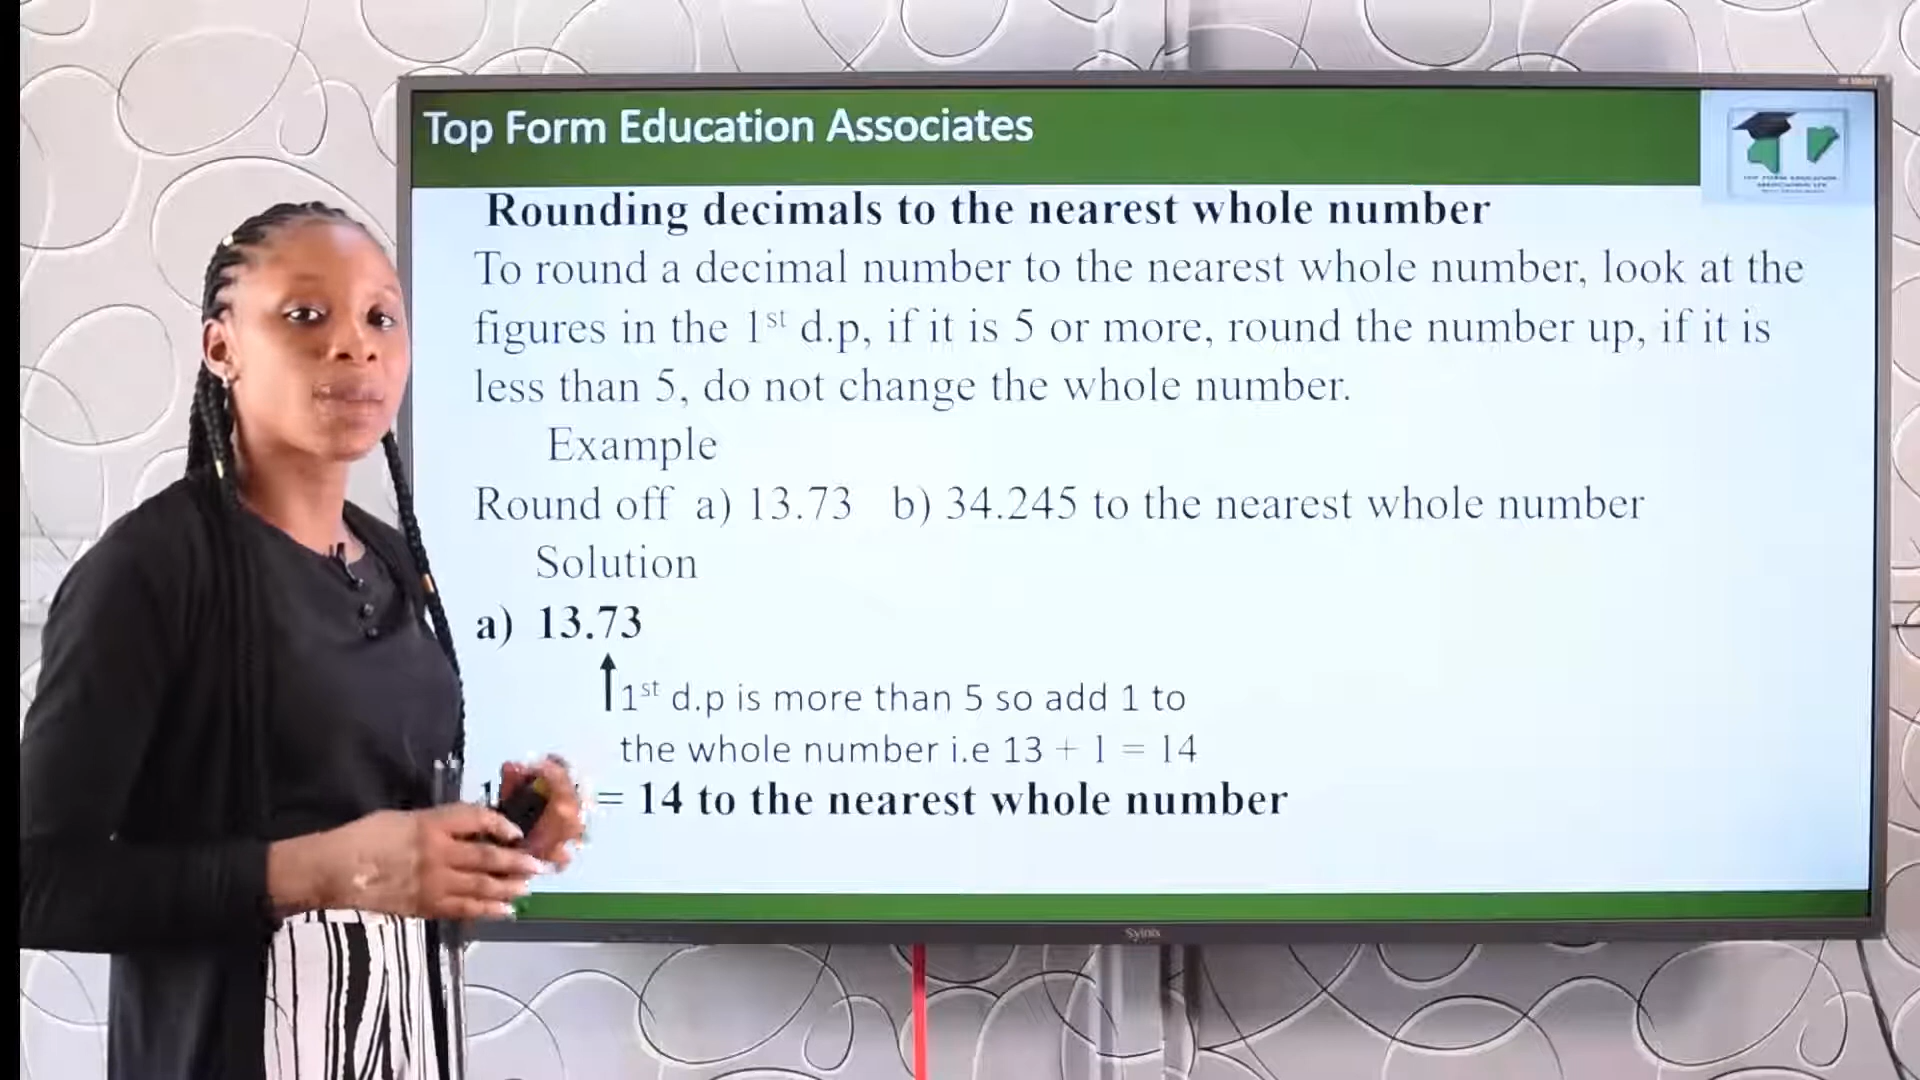 Top Form Education Associates
Rounding decimals to the nearest whole number
To round a decimal number to the nearest whole number, look at the
figures in the 1st d.p, if it is 5 or more, round the number up, if it is
less than 5, do not change the whole number.
Example
Round off a) 13.73 b) 34.245 to the nearest whole number
Solution
a) 13.73
1st d.p is more than 5 so add 1 to
the whole number i.e 13 + 1 = 14
= 14 to the nearest whole number
Syinix